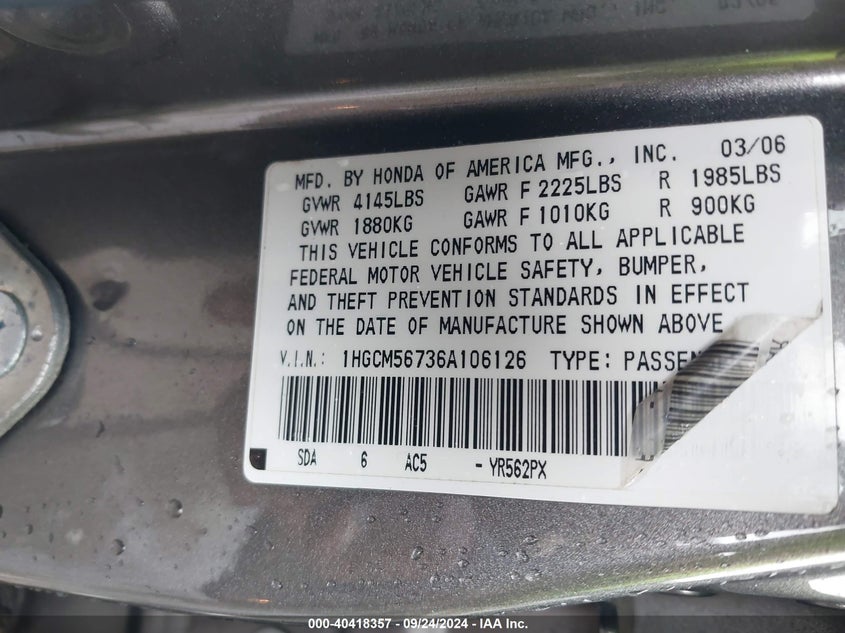 MFD. BY HONDA OF AMERICA MFG., INC. 03/06
GVWR 4145LBS GAWR F 2225LBS R 1985LBS
GVWR 1880KG GAWR F 1010KG R 900KG
THIS VEHICLE CONFORMS TO ALL APPLICABLE
FEDERAL MOTOR VEHICLE SAFETY, BUMPER,
AND THEFT PREVENTION STANDARDS IN EFFECT
ON THE DATE OF MANUFACTURE SHOWN ABOVE
V.I.N.: 1HGCM56736A106126 TYPE: PASSEN
SDA 6 AC5 - YR562PX
000-40418357 - 09/24/2024 - IAA Inc.